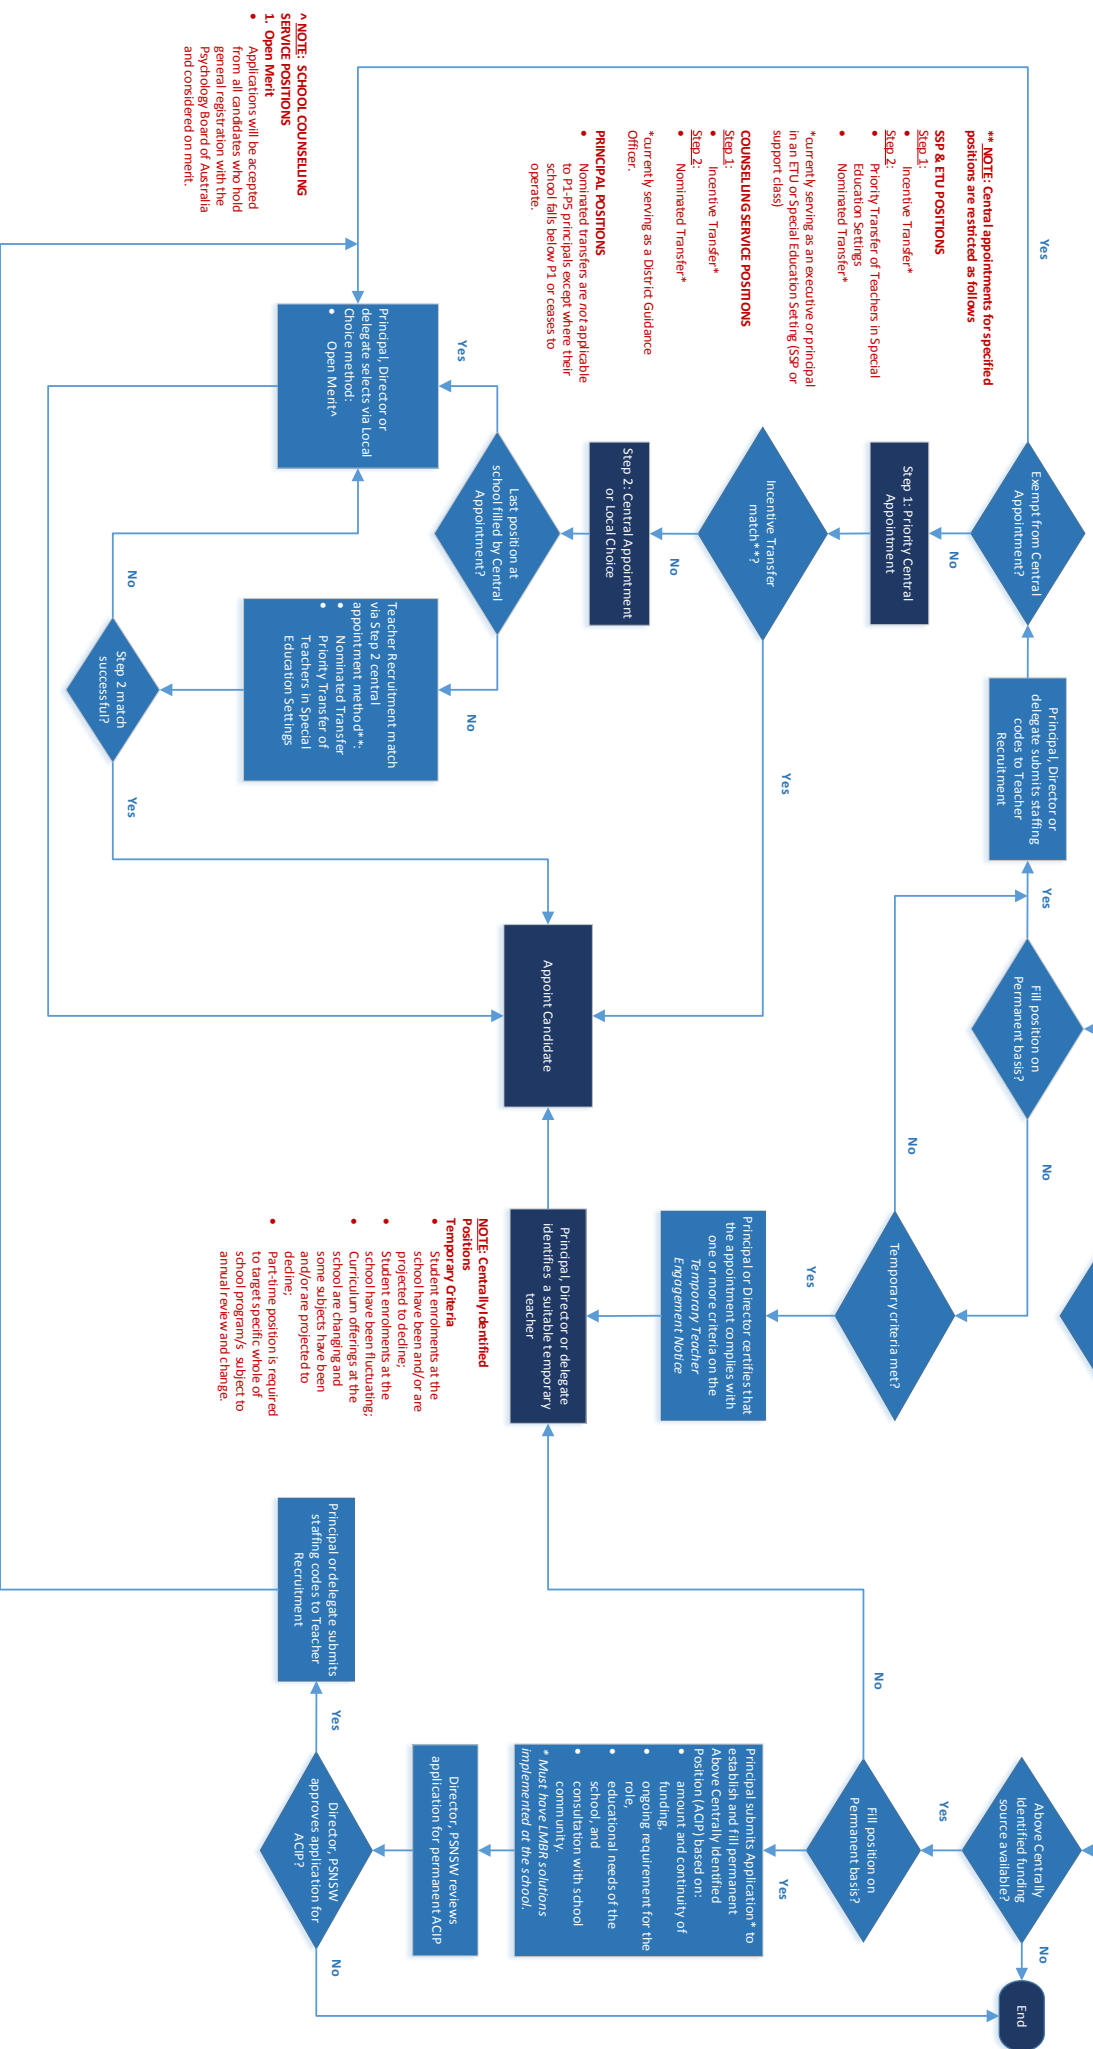 Above Centrally
Identified funding
source available?
No
End
Yes
Fill position on
Permanent basis?
No
Yes
Principal submits Application* to
establish and fill permanent
Above Centrally Identified
Position (ACIP) based on:
• amount and continuity of
funding,
• ongoing requirement for the
role,
• educational needs of the
school, and
• consultation with school
community.
* Must have LMBR solutions
implemented at the school.
Director, PSNSW reviews
application for permanent ACIP
Director, PSNSW
approves application for
ACIP?
No
Yes
Principal or delegate submits
staffing codes to Teacher
Recruitment
Fill position on
Permanent basis?
Yes
No
Temporary criteria met?
No
Yes
Principal or Director certifies that
the appointment complies with
one or more criteria on the
Temporary Teacher
Engagement Notice
Principal, Director or delegate
identifies a suitable temporary
teacher
NOTE: Centrally Identified
Positions
Temporary Criteria
• Student enrolments at the
school have been and/or are
projected to decline;
• Student enrolments at the
school have been fluctuating;
• Curriculum offerings at the
school are changing and
some subjects have been
and/or are projected to
decline;
• Part-time position is required
to target specific whole of
school program/s subject to
annual review and change.
Principal, Director or
delegate submits staffing
codes to Teacher
Recruitment
Exempt from Central
Appointment?
Yes
No
Step 1: Priority Central
Appointment
Incentive Transfer
match**?
Yes
No
Step 2: Central Appointment
or Local Choice
Last position at
school filled by Central
Appointment?
Yes
No
Principal, Director or
delegate selects via Local
Choice method:
• Open Merit^
Teacher Recruitment match
via Step 2 central
appointment method**:
• Nominated Transfer
• Priority Transfer of
Teachers in Special
Education Settings
Step 2 match
successful?
No
Yes
Appoint Candidate
** NOTE: Central appointments for specified
positions are restricted as follows
SSP & ETU POSITIONS
Step 1:
• Incentive Transfer*
Step 2:
• Priority Transfer of Teachers in Special
Education Settings
• Nominated Transfer*
*currently serving as an executive or principal
in an ETU or Special Education Setting (SSP or
support class)
COUNSELLING SERVICE POSITIONS
Step 1:
• Incentive Transfer*
Step 2:
• Nominated Transfer*
*currently serving as a District Guidance
Officer.
PRINCIPAL POSITIONS
• Nominated transfers are not applicable
to P1-P5 principals except where their
school falls below P1 or ceases to
operate.
^ NOTE: SCHOOL COUNSELLING
SERVICE POSITIONS
1. Open Merit
• Applications will be accepted
from all candidates who hold
general registration with the
Psychology Board of Australia
and considered on merit.